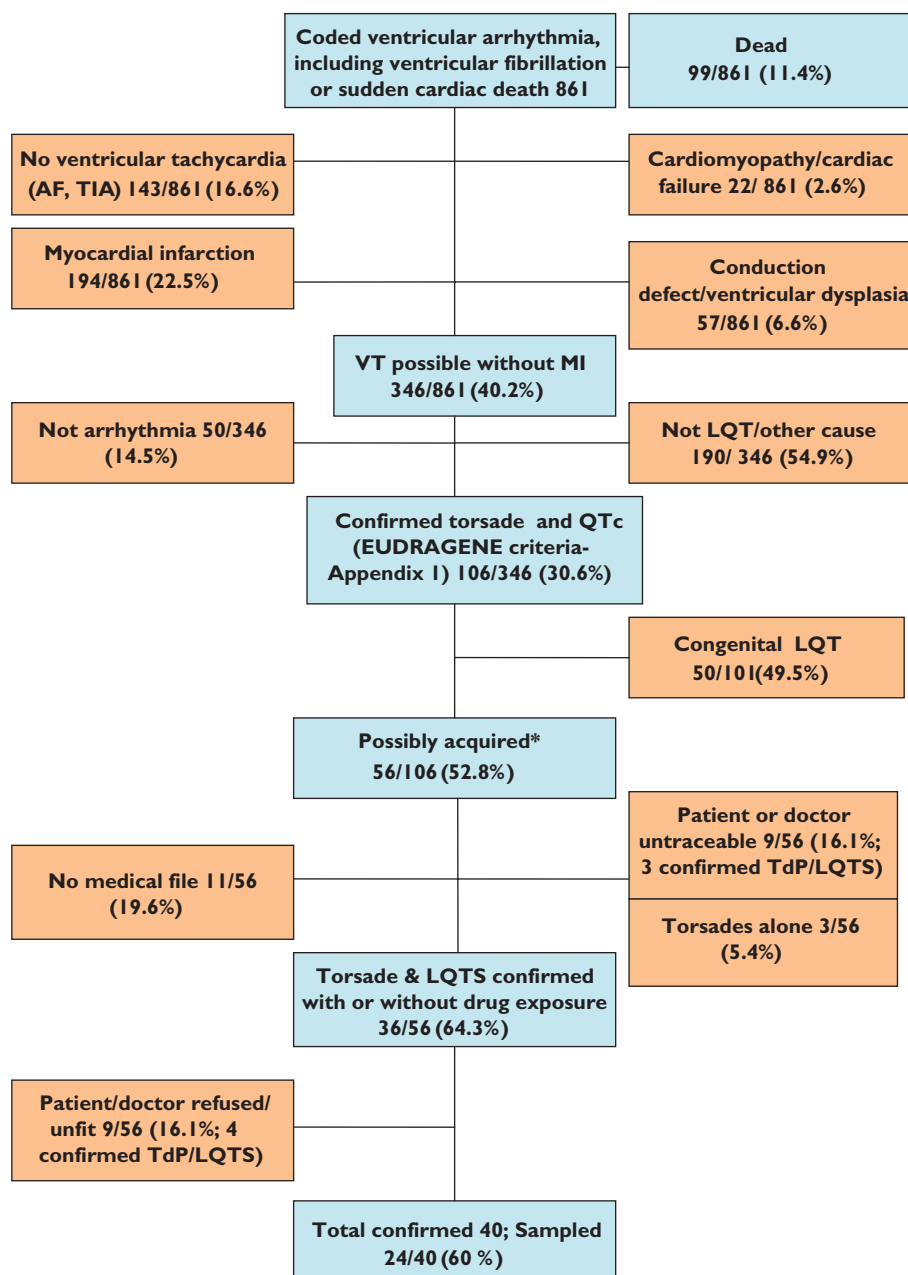 Coded ventricular arrhythmia,
including ventricular fibrillation
or sudden cardiac death 861
Dead
99/861 (11.4%)
No ventricular tachycardia
(AF, TIA) 143/861(16.6%)
Cardiomyopathy/cardiac
failure 22/ 861 (2.6%)
Myocardial infarction
194/861(22.5%)
Conduction
defect/ventricular dysplasia
57/861(6.6%)
VT possible without MI
346/861(40.2%)
Not arrhythmia 50/346
(14.5%)
Not LQT/other cause
190/ 346 (54.9%)
Confirmed torsade and QTc
(EUDRAGENE criteria-
Appendix 1) 106/346 (30.6%)
Congenital LQT
50/101(49.5%)
Possibly acquired*
56/106(52.8%)
Patient or doctor
untraceable 9/56 (16.1%;
3 confirmed TdP/LQTS)
No medical file 11/56
(19.6%)
Torsades alone 3/56
(5.4%)
Torsade & LQTS confirmed
with or without drug exposure
36/56(64.3%)
Patient/doctor refused/
unfit 9/56 (16.1%; 4
confirmed TdP/LQTS)
Total confirmed 40; Sampled
24/40(60 %)